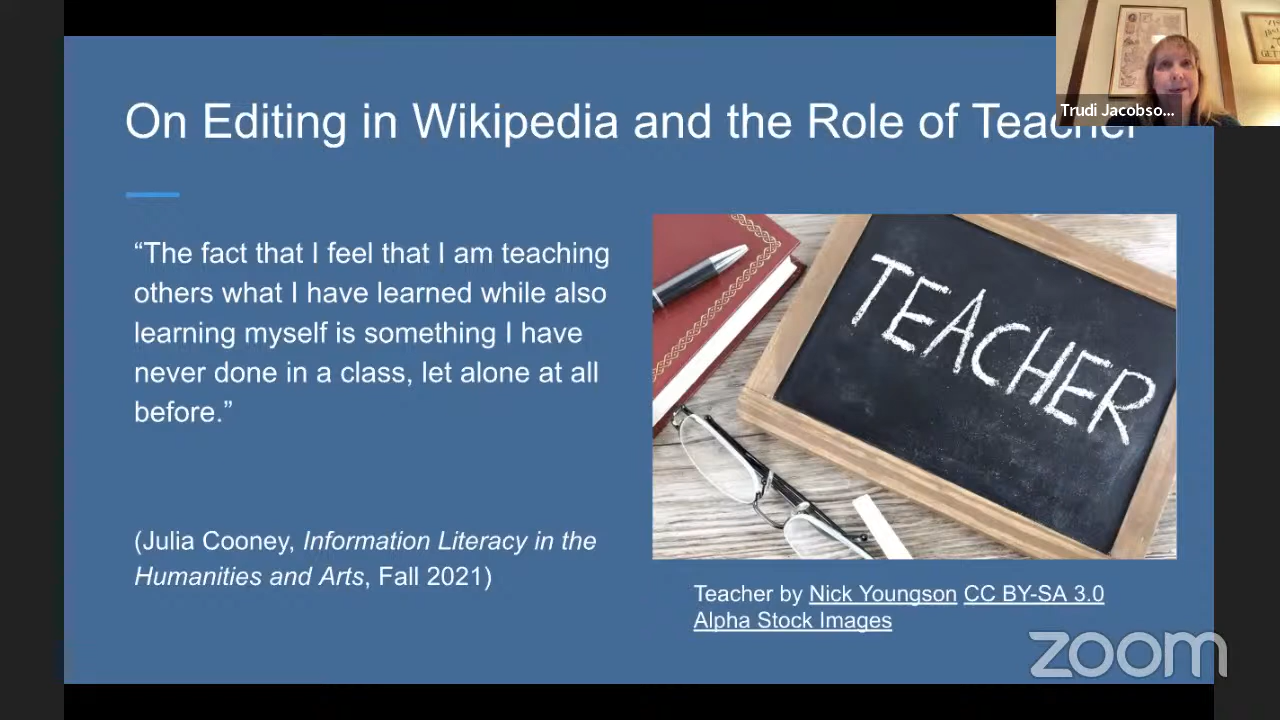 On Editing in Wikipedia and the Role of Teacher
Trudi Jacobso...
“The fact that I feel that I am teaching
others what I have learned while also
learning myself is something I have
never done in a class, let alone at all
before.”
TEACHER
(Julia Cooney, Information Literacy in the
Humanities and Arts, Fall 2021)
Teacher by Nick Youngson CC BY-SA 3.0
Alpha Stock Images
zoom